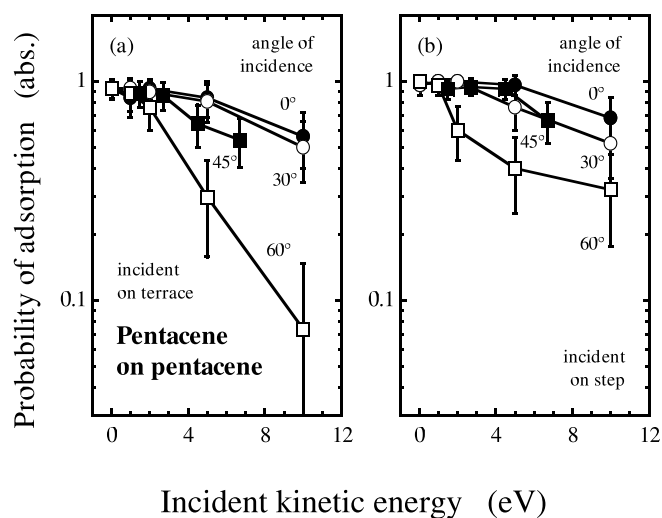 Probability of adsorption (abs.)
(a)
angle of
incidence
1
0.1
0°
45°
30°
60°
incident
on terrace
Pentacene
on pentacene
0 4 8 12
(b)
angle of
incidence
1
0.1
0°
45°
30°
60°
incident
on step
0 4 8 12
Incident kinetic energy (eV)